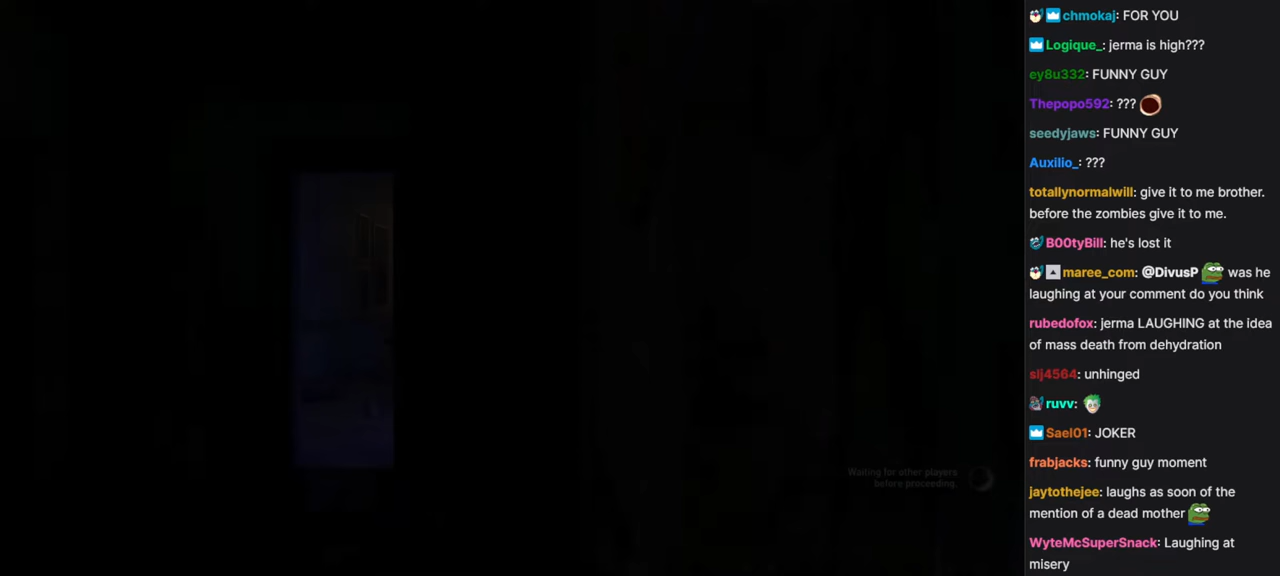 chmokaj: FOR YOU
Logique_: jerma is high???
ey8u332: FUNNY GUY
Thepopo592: ???
seedyjaws: FUNNY GUY
Auxilio_: ???
totallynormalwill: give it to me brother.
before the zombies give it to me.
B00tyBill: he's lost it
maree_com: @DivusP was he
laughing at your comment do you think
rubedofox: jerma LAUGHING at the idea
of mass death from dehydration
slj4564: unhinged
ruvv:
Sael01: JOKER
frabjacks: funny guy moment
Waiting for other players
before proceeding.
jaytothejee: laughs as soon of the
mention of a dead mother
WyteMcSuperSnack: Laughing at
misery